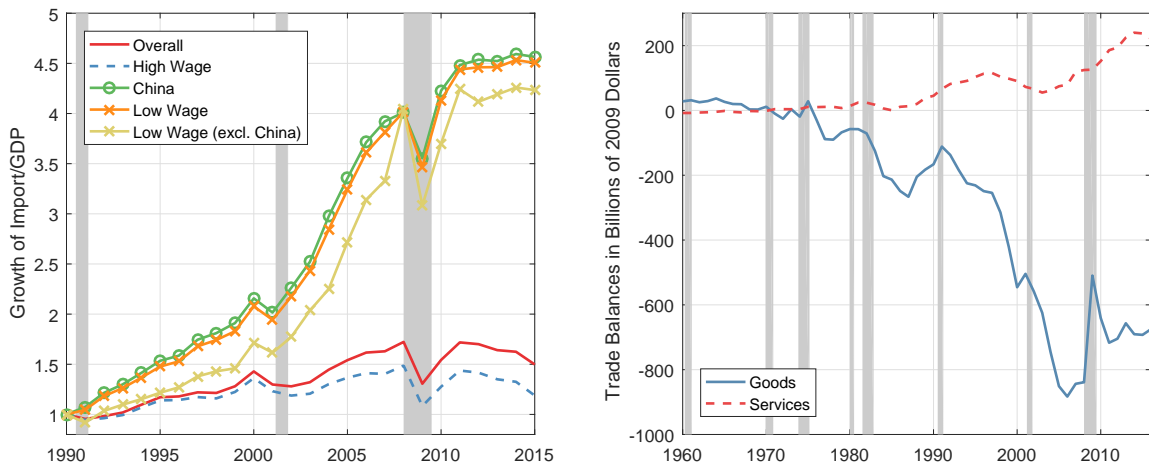 Growth of Import/GDP
5
4.5
4
3.5
3
2.5
2
1.5
1
Overall
High Wage
China
Low Wage
Low Wage (excl. China)
1990 1995 2000 2005 2010 2015
Trade Balances in Billions of 2009 Dollars
200
0
-200
-400
-600
-800
-1000
Goods
Services
1960 1970 1980 1990 2000 2010